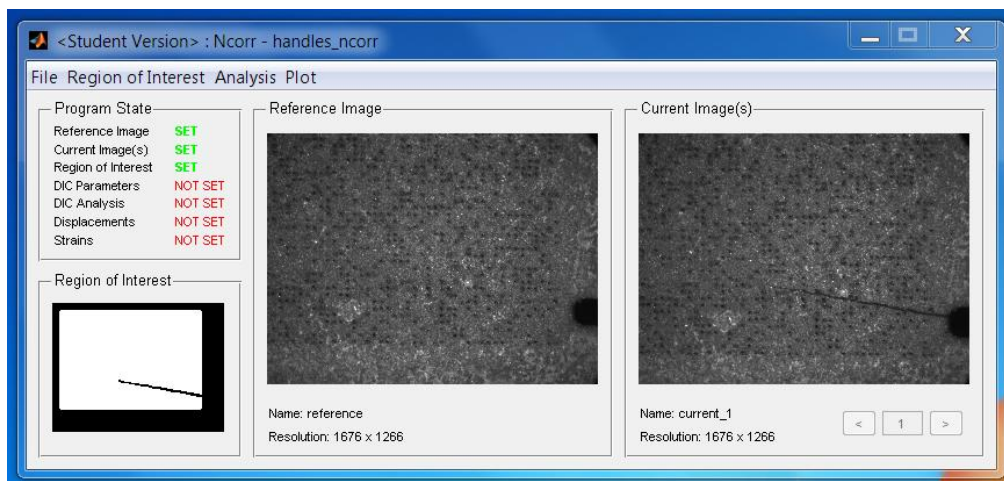 <Student Version> : Ncorr - handles_ncorr
File Region of Interest Analysis Plot
Program State
Reference Image SET
Current Image(s) SET
Region of Interest SET
DIC Parameters NOT SET
DIC Analysis NOT SET
Displacements NOT SET
Strains NOT SET
Region of Interest
Reference Image
Name: reference
Resolution: 1676 x 1266
Current Image(s)
Name: current_1
Resolution: 1676 x 1266
< 1 >